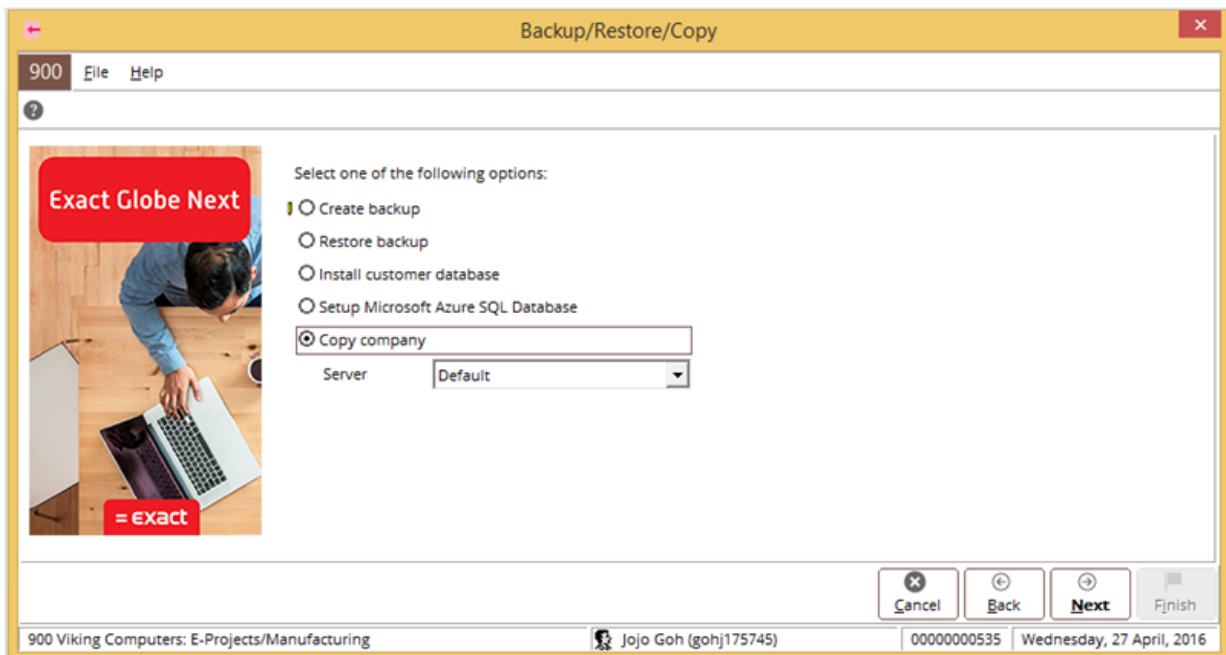 Backup/Restore/Copy
900 File Help
Exact Globe Next
= exact
Select one of the following options:
Create backup
Restore backup
Install customer database
Setup Microsoft Azure SQL Database
Copy company
Server Default
Cancel Back Next Finish
900 Viking Computers: E-Projects/Manufacturing Jojo Goh (gohj175745) 00000000535 Wednesday, 27 April, 2016